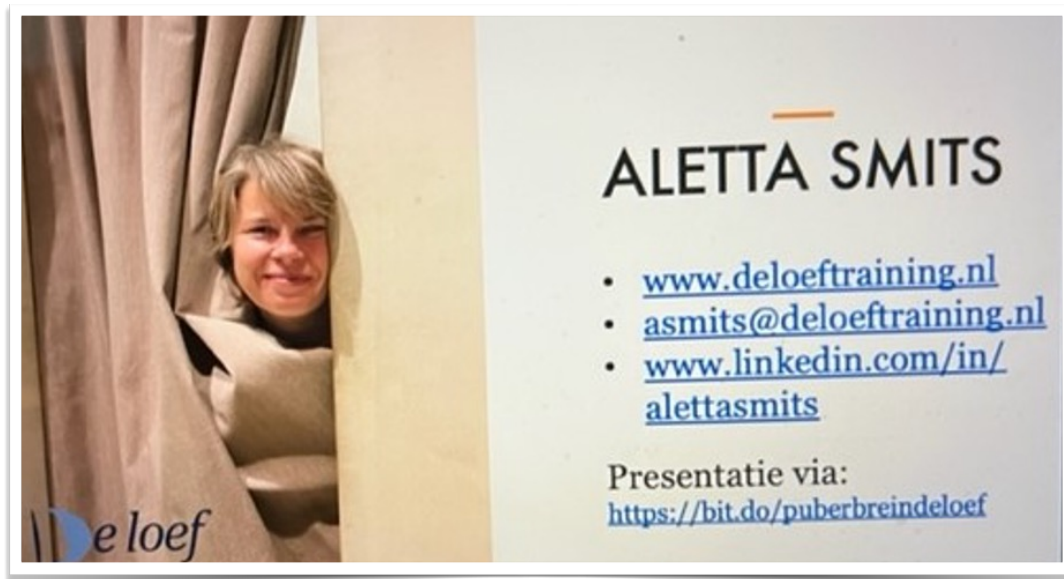 ALETTA SMITS
• www.deloeftraining.nl
• asmits@deloeftraining.nl
• www.linkedin.com/in/
alettasmits
Presentatie via:
https://bit.do/puberbreindeloef
De loef